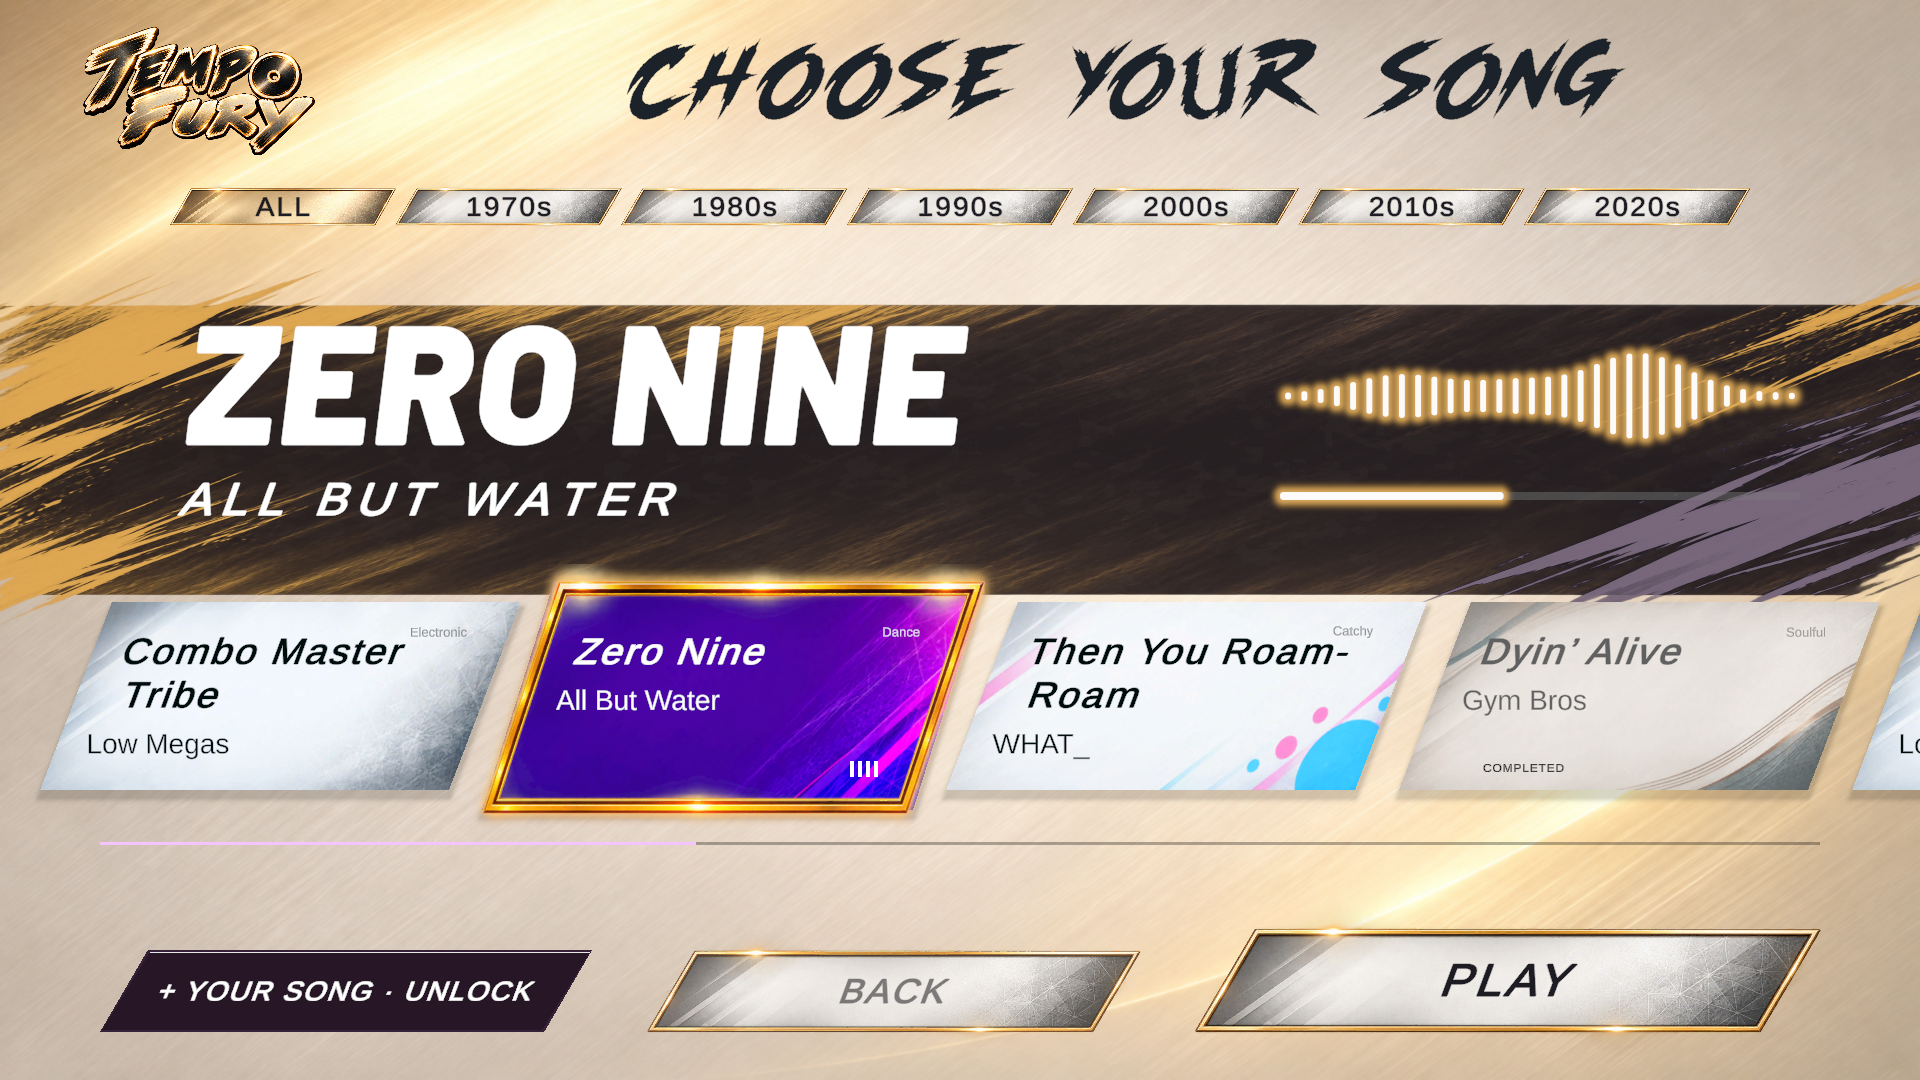 TEMPO
FURY
CHOOSE YOUR SONG
ALL
1970s
1980s
1990s
2000s
2010s
2020s
ZERO NINE
ALL BUT WATER
Combo Master
Tribe
Electronic
Low Megas
Zero Nine
Dance
All But Water
Then You Roam-
Roam
Catchy
WHAT_
Dyin’ Alive
Soulful
Gym Bros
COMPLETED
+ YOUR SONG · UNLOCK
BACK
PLAY